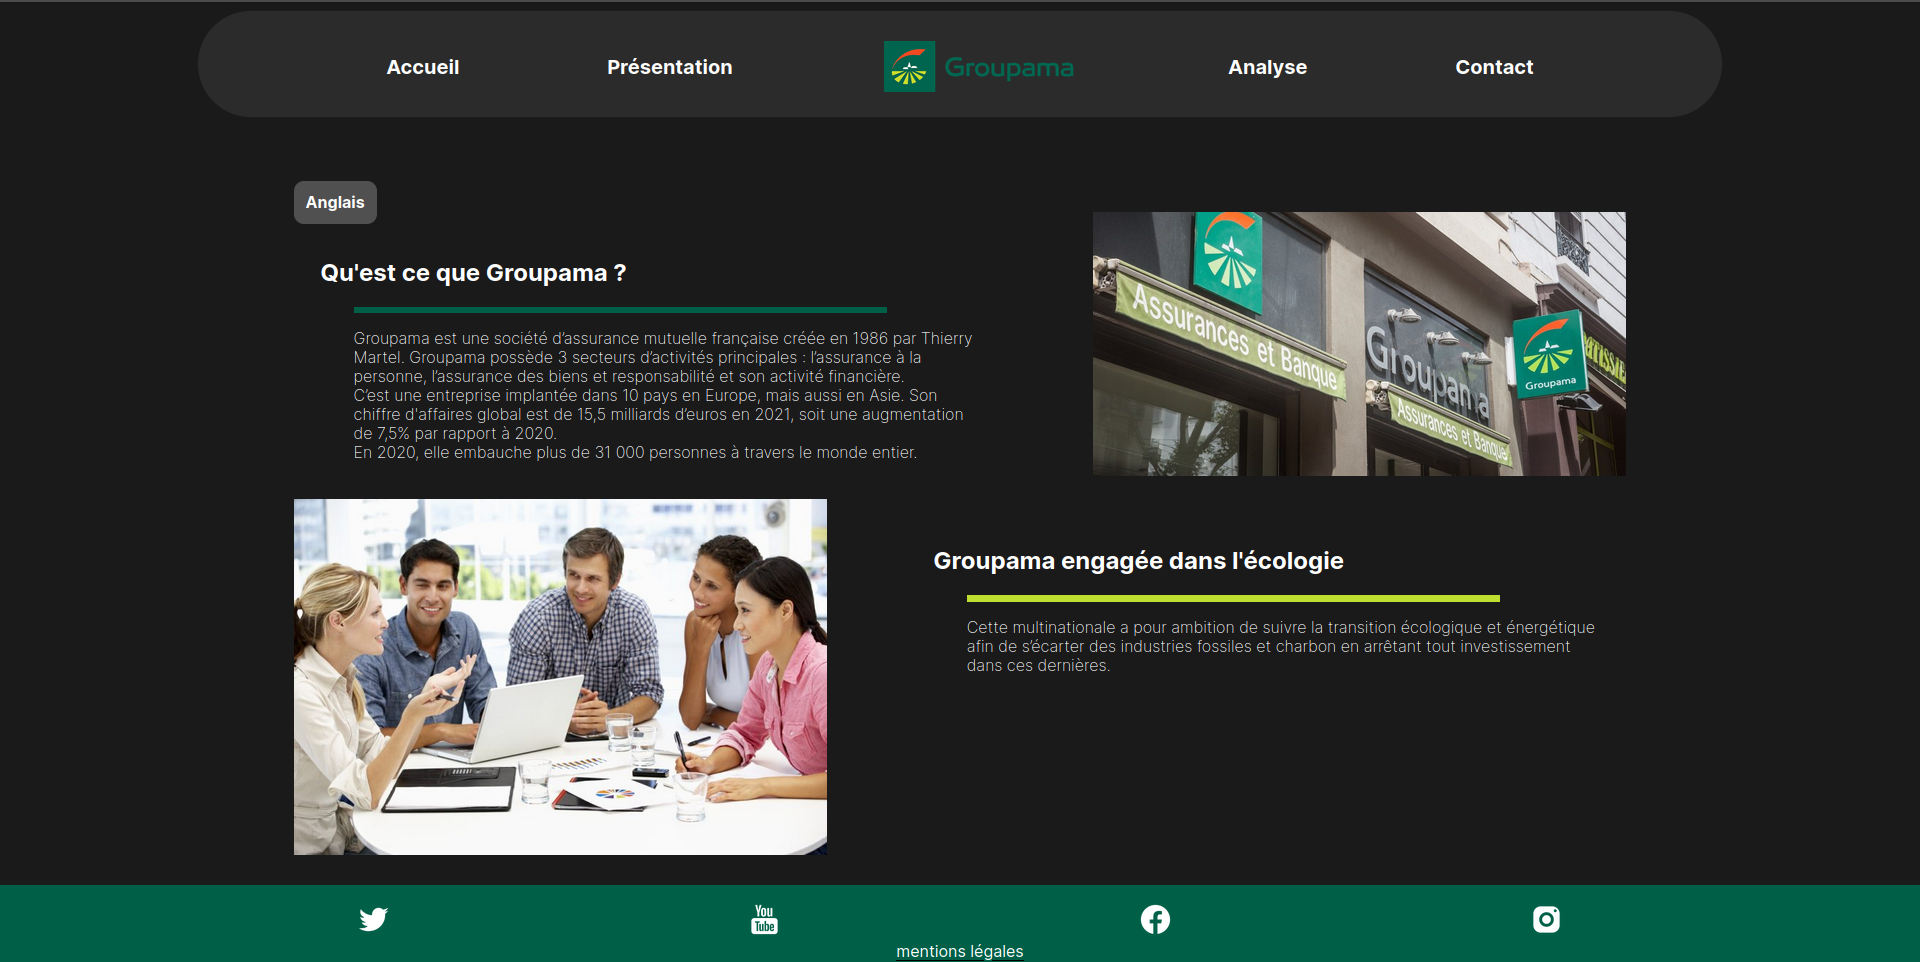 Accueil
Présentation
Groupama
Analyse
Contact
Anglais
Qu'est ce que Groupama ?
Groupama est une société d’assurance mutuelle française créée en 1986 par Thierry
Martel. Groupama possède 3 secteurs d’activités principales : l’assurance à la
personne, l’assurance des biens et responsabilité et son activité financière.
C’est une entreprise implantée dans 10 pays en Europe, mais aussi en Asie. Son
chiffre d'affaires global est de 15,5 milliards d’euros en 2021, soit une augmentation
de 7,5% par rapport à 2020.
En 2020, elle embauche plus de 31 000 personnes à travers le monde entier.
Assurances et Banque
Groupama
Assurances et Banque
Groupama
Groupama engagée dans l'écologie
Cette multinationale a pour ambition de suivre la transition écologique et énergétique
afin de s’écarter des industries fossiles et charbon en arrêtant tout investissement
dans ces dernières.
You
Tube
mentions légales